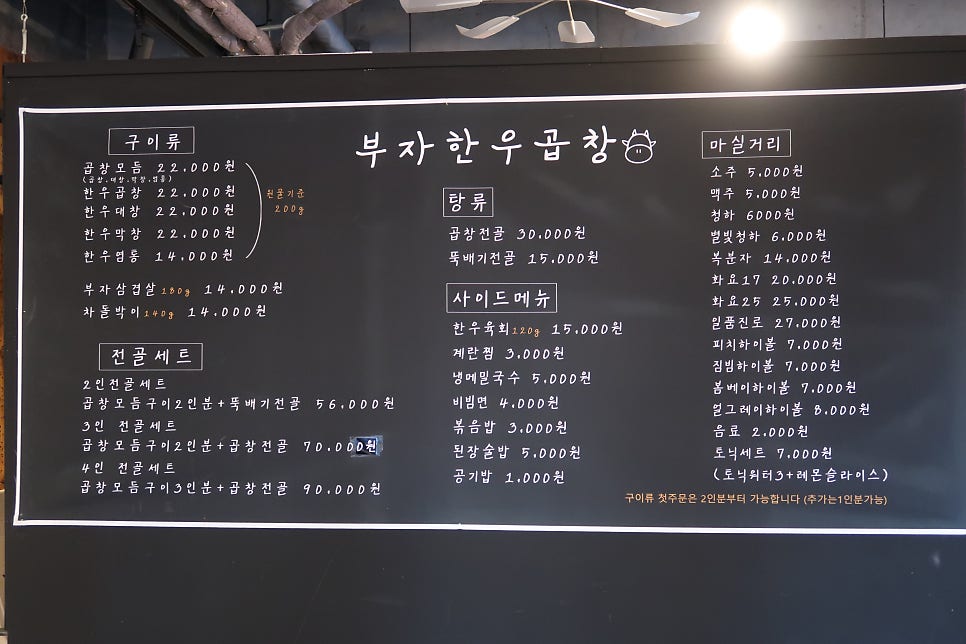 부자한우곱창
구이류
곱창모듬 22.000원
(곱창.대창.막창.염통)
한우곱창 22.000원
한우대창 22.000원
한우막창 22.000원
한우염통 14.000원
원물기준
200g
부자삼겹살180g 14.000원
차돌박이140g 14.000원
전골세트
2인전골세트
곱창모듬구이2인분+뚝배기전골 56.000원
3인 전골세트
곱창모듬구이2인분+곱창전골 70.000원
4인 전골세트
곱창모듬구이3인분+곱창전골 90.000원
탕류
곱창전골 30.000원
뚝배기전골 15.000원
사이드메뉴
한우육회120g 15.000원
계란찜 3.000원
냉메밀국수 5.000원
비빔면 4.000원
볶음밥 3.000원
된장술밥 5.000원
공기밥 1.000원
마실거리
소주 5.000원
맥주 5.000원
청하 6000원
별빛청하 6.000원
복분자 14.000원
화요17 20.000원
화요25 25.000원
일품진로 27.000원
피치하이볼 7.000원
짐빔하이볼 7.000원
봄베이하이볼 7.000원
얼그레이하이볼 8.000원
음료 2.000원
토닉세트 7.000원
(토닉워터3+레몬슬라이스)
구이류 첫주문은 2인분부터 가능합니다 (추가는1인분가능)